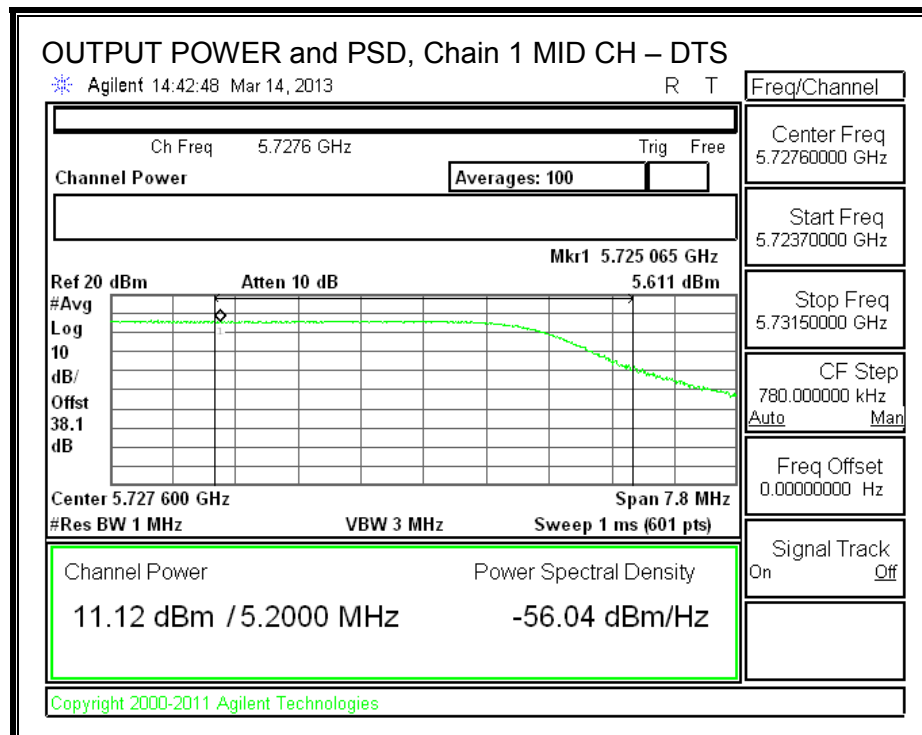 OUTPUT POWER and PSD, Chain 1 MID CH – DTS
Agilent 14:42:48 Mar 14, 2013 R T
Freq/Channel
Ch Freq 5.7276 GHz Trig Free
Channel Power Averages: 100
Mkr1 5.725 065 GHz
Ref 20 dBm Atten 10 dB 5.611 dBm
#Avg
Log
10
dB/
Offst
38.1
dB
1
Center 5.727 600 GHz Span 7.8 MHz
#Res BW 1 MHz VBW 3 MHz Sweep 1 ms (601 pts)
Channel Power Power Spectral Density
11.12 dBm / 5.2000 MHz -56.04 dBm/Hz
Center Freq
5.72760000 GHz
Start Freq
5.72370000 GHz
Stop Freq
5.73150000 GHz
CF Step
780.000000 kHz
Auto Man
Freq Offset
0.00000000 Hz
Signal Track
On Off
Copyright 2000-2011 Agilent Technologies